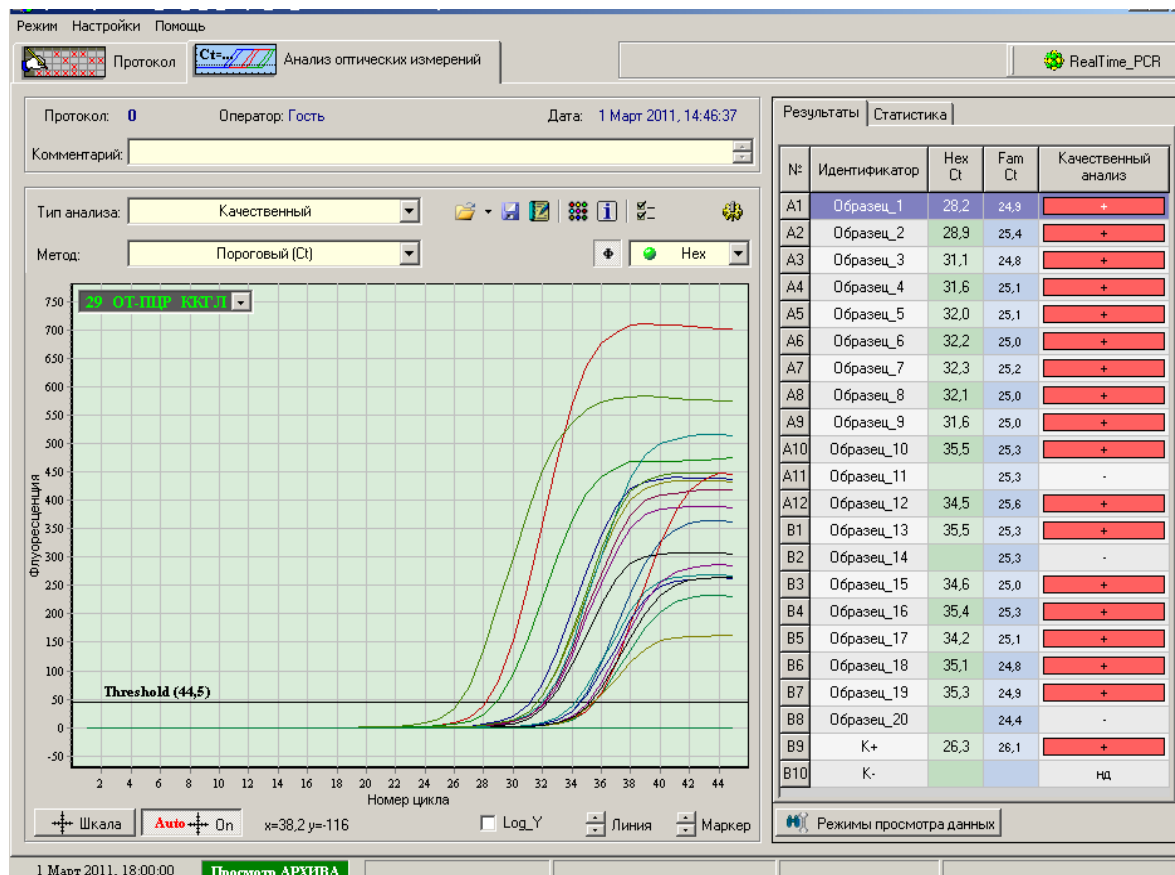 Режим Настройки Помощь
Протокол
Ct=...
Анализ оптических измерений
RealTime_PCR
Протокол: 0 Оператор: Гость Дата: 1 Март 2011, 14:46:37
Комментарий:
Тип анализа: Качественный
Метод: Пороговый (Ct)
Ф Hex
29 ОТ-ПЦР ККГЛ
Флуоресценция
750
700
650
600
550
500
450
400
350
300
250
200
150
100
50
0
-50
Threshold (44,5)
2 4 6 8 10 12 14 16 18 20 22 24 26 28 30 32 34 36 38 40 42 44
Номер цикла
Шкала Auto On x=38,2 y=-116 Log_Y Линия Маркер
Результаты Статистика
№ Идентификатор Hex Ct Fam Ct Качественный анализ
A1 Образец_1 28,2 24,9 +
A2 Образец_2 28,9 25,4 +
A3 Образец_3 31,1 24,8 +
A4 Образец_4 31,6 25,1 +
A5 Образец_5 32,0 25,1 +
A6 Образец_6 32,2 25,0 +
A7 Образец_7 32,3 25,2 +
A8 Образец_8 32,1 25,0 +
A9 Образец_9 31,6 25,0 +
A10 Образец_10 35,5 25,3 +
A11 Образец_11 25,3 -
A12 Образец_12 34,5 25,6 +
B1 Образец_13 35,5 25,3 +
B2 Образец_14 25,3 -
B3 Образец_15 34,6 25,0 +
B4 Образец_16 35,4 25,3 +
B5 Образец_17 34,2 25,1 +
B6 Образец_18 35,1 24,8 +
B7 Образец_19 35,3 24,9 +
B8 Образец_20 24,4 -
B9 К+ 26,3 26,1 +
B10 К- нд
Режимы просмотра данных
1 Март 2011, 18:00:00 Просмотр АРХИВА